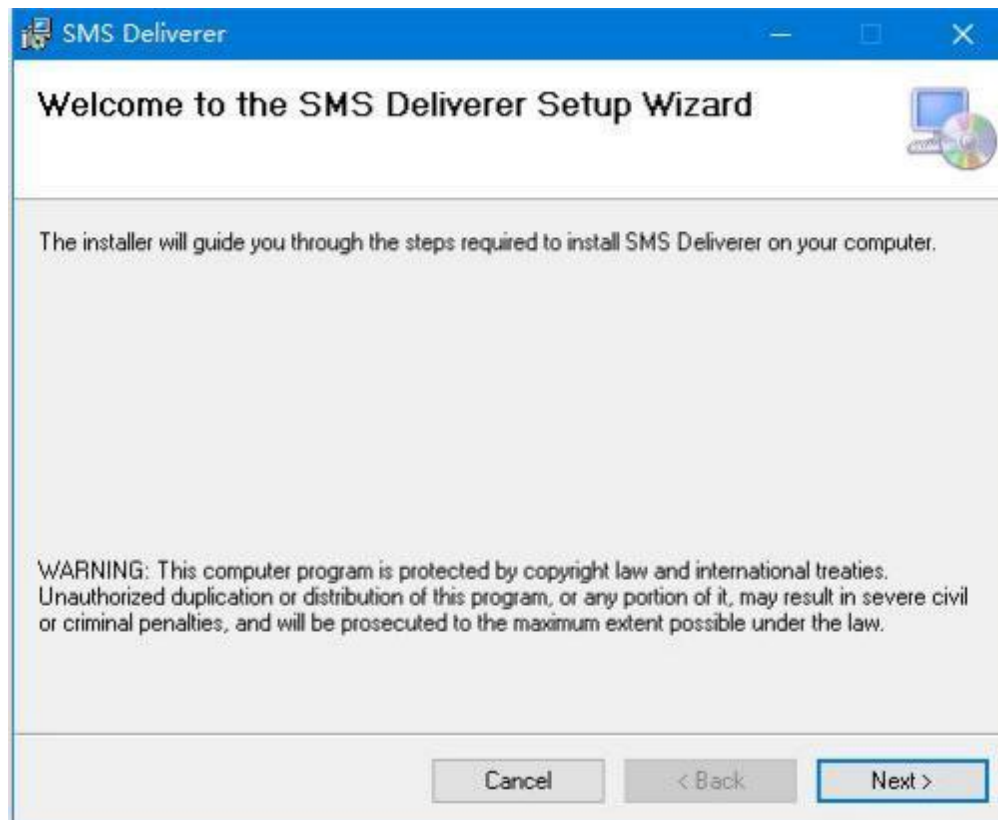 SMS Deliverer
Welcome to the SMS Deliverer Setup Wizard
The installer will guide you through the steps required to install SMS Deliverer on your computer.
WARNING: This computer program is protected by copyright law and international treaties.
Unauthorized duplication or distribution of this program, or any portion of it, may result in severe civil
or criminal penalties, and will be prosecuted to the maximum extent possible under the law.
Cancel
< Back
Next >